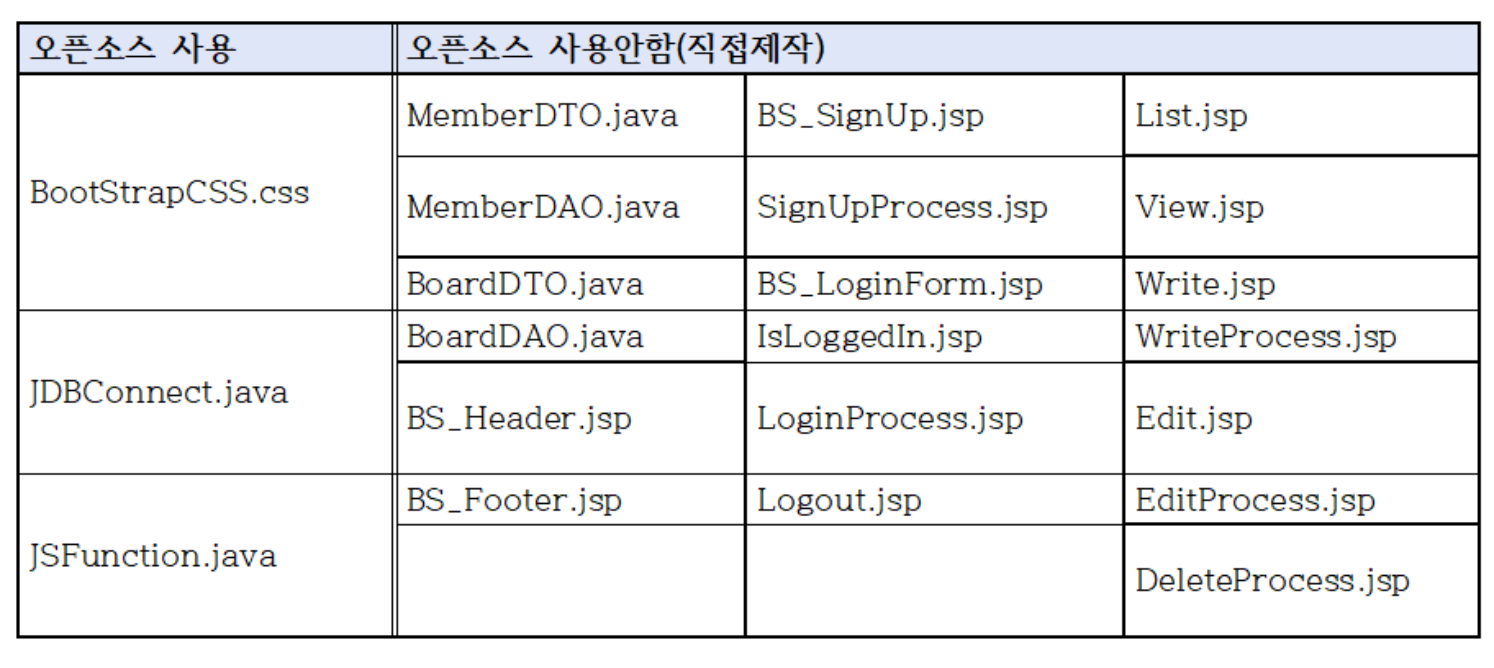 오픈소스 사용
오픈소스 사용안함(직접제작)
BootStrapCSS.css
MemberDTO.java
BS_SignUp.jsp
List.jsp
MemberDAO.java
SignUpProcess.jsp
View.jsp
BoardDTO.java
BS_LoginForm.jsp
Write.jsp
JDBConnect.java
BoardDAO.java
IsLoggedIn.jsp
WriteProcess.jsp
BS_Header.jsp
LoginProcess.jsp
Edit.jsp
JSFunction.java
BS_Footer.jsp
Logout.jsp
EditProcess.jsp
DeleteProcess.jsp